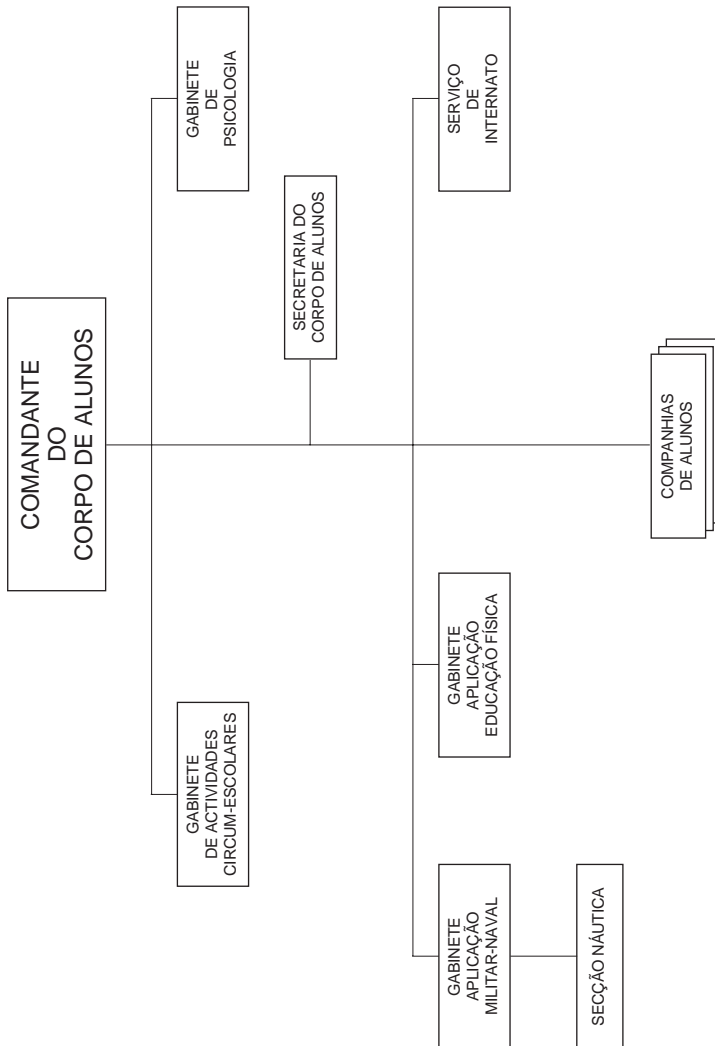 COMANDANTE
DO
CORPO DE ALUNOS
GABINETE
DE ACTIVIDADES
CIRCUM-ESCOLARES
GABINETE
DE
PSICOLOGIA
SECRETARIA DO
CORPO DE ALUNOS
GABINETE
APLICAÇÃO
MILITAR-NAVAL
GABINETE
APLICAÇÃO
EDUCAÇÃO FÍSICA
SERVIÇO
DE
INTERNATO
SECÇÃO NÁUTICA
COMPANHIAS
DE ALUNOS